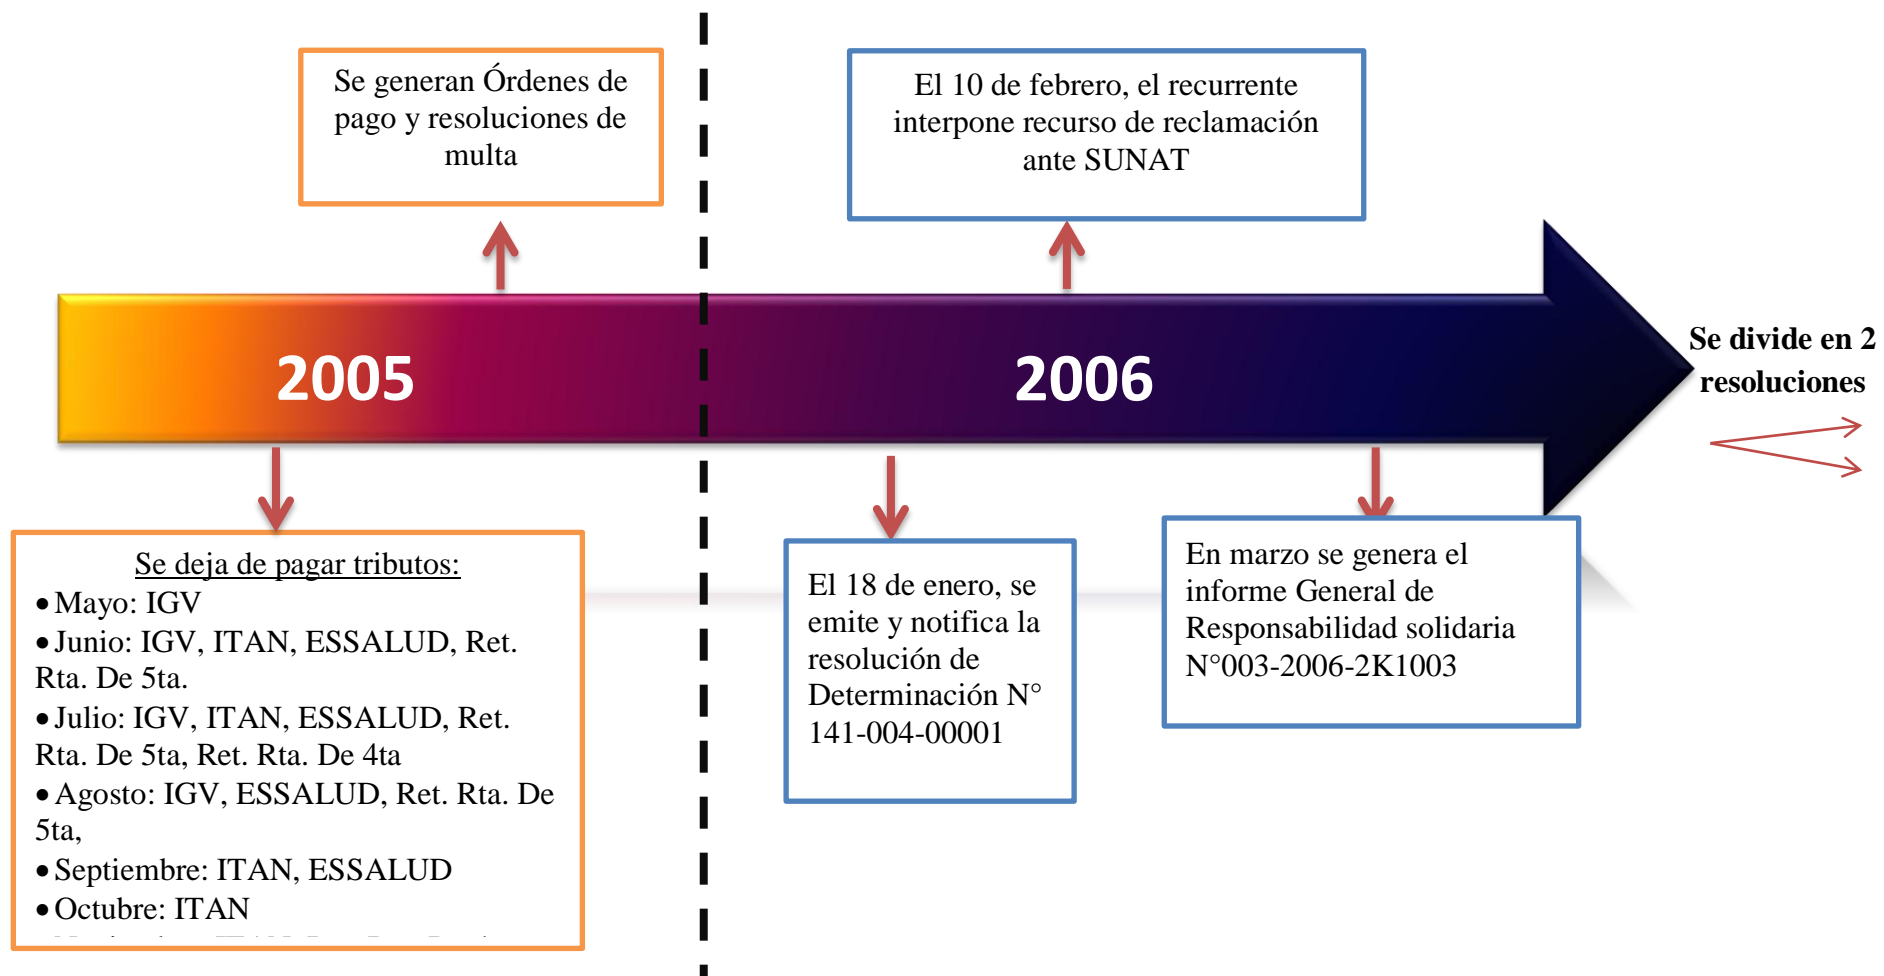 Se generan Órdenes de
pago y resoluciones de
multa
El 10 de febrero, el recurrente
interpone recurso de reclamación
ante SUNAT
2005
2006
Se divide en 2
resoluciones
Se deja de pagar tributos:
• Mayo: IGV
• Junio: IGV, ITAN, ESSALUD, Ret.
Rta. De 5ta.
• Julio: IGV, ITAN, ESSALUD, Ret.
Rta. De 5ta, Ret. Rta. De 4ta
• Agosto: IGV, ESSALUD, Ret. Rta. De
5ta,
• Septiembre: ITAN, ESSALUD
• Octubre: ITAN
El 18 de enero, se
emite y notifica la
resolución de
Determinación N°
141-004-00001
En marzo se genera el
informe General de
Responsabilidad solidaria
N°003-2006-2K1003